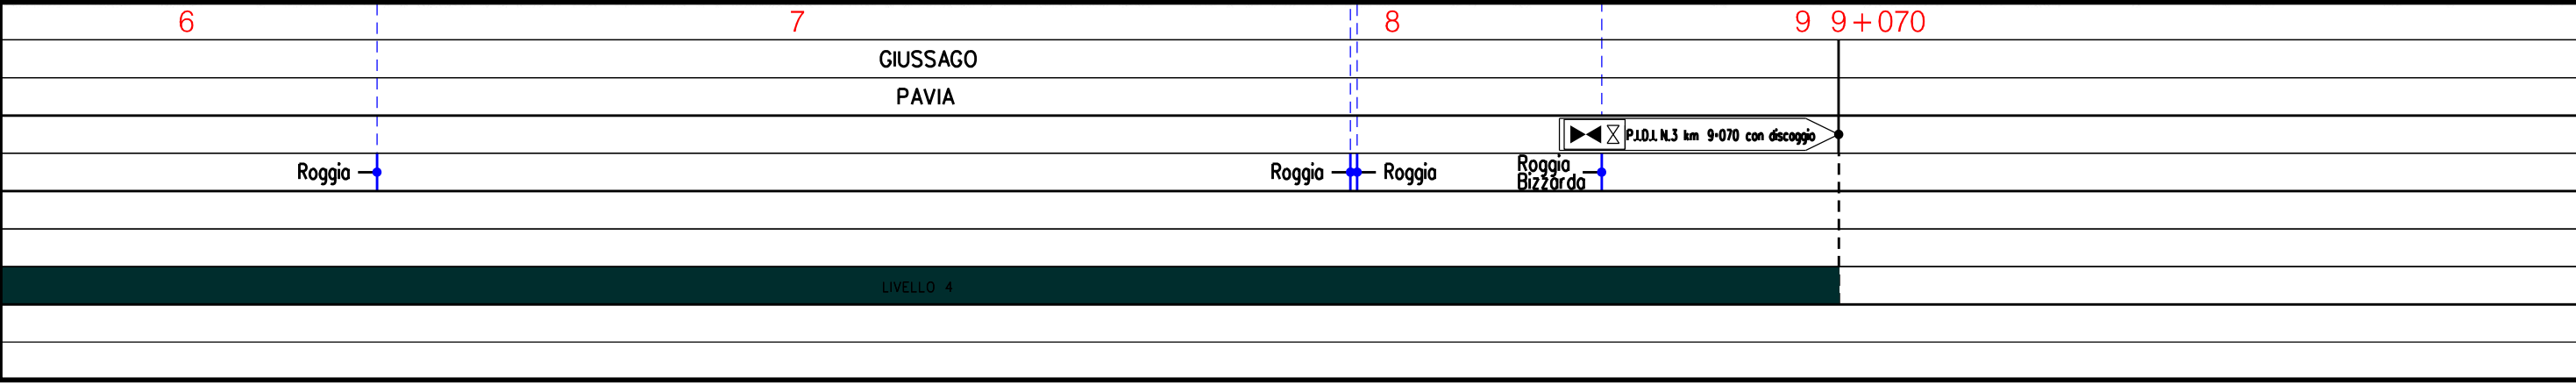 6 7 8 9 9+070
GIUSSAGO
PAVIA
P.I.D.I. N.3 km 9+070 con discaggio
Roggia Roggia Roggia Roggia
Bizzarda
LIVELLO 4